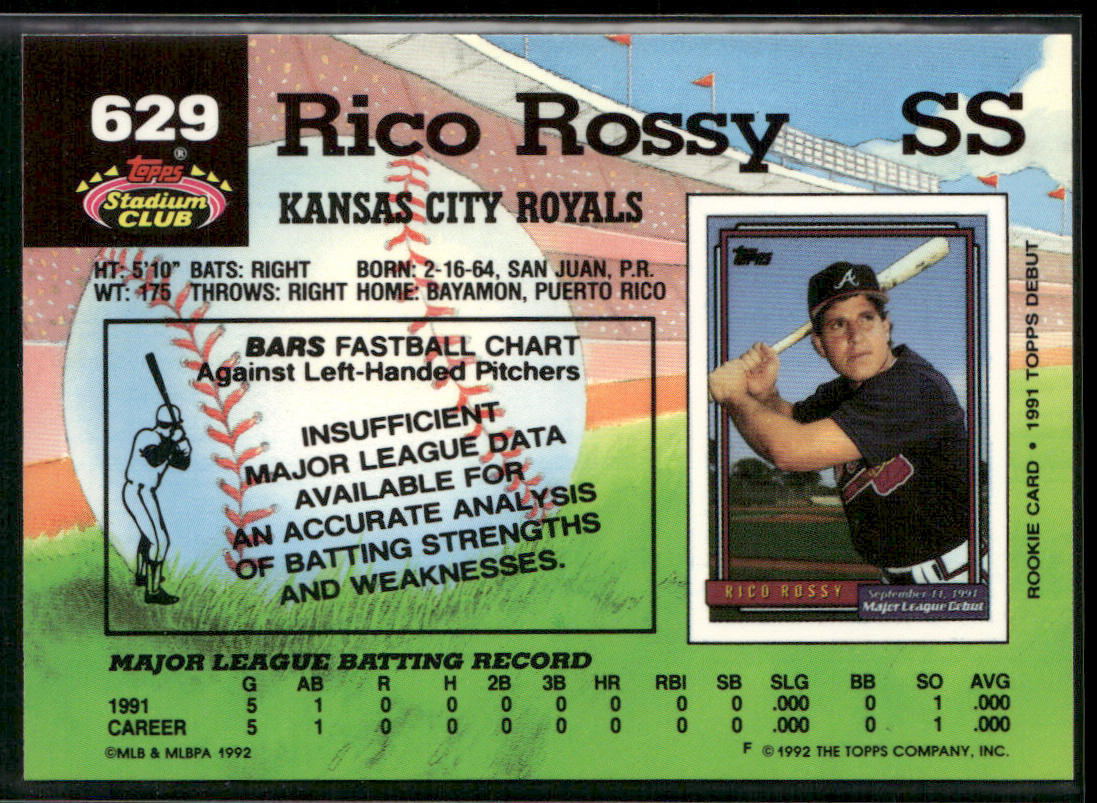 629
Topps®
Stadium
CLUB
Rico Rossy SS
KANSAS CITY ROYALS
HT: 5'10" BATS: RIGHT BORN: 2-16-64, SAN JUAN, P.R.
WT: 175 THROWS: RIGHT HOME: BAYAMON, PUERTO RICO
BARS FASTBALL CHART
Against Left-Handed Pitchers
INSUFFICIENT
MAJOR LEAGUE DATA
AVAILABLE FOR
AN ACCURATE ANALYSIS
OF BATTING STRENGTHS
AND WEAKNESSES.
Topps
A
RICO ROSSY
September 11, 1991
Major League Debut
ROOKIE CARD • 1991 TOPPS DEBUT
MAJOR LEAGUE BATTING RECORD
G AB R H 2B 3B HR RBI SB SLG BB SO AVG
1991 5 1 0 0 0 0 0 0 0 .000 0 1 .000
CAREER 5 1 0 0 0 0 0 0 0 .000 0 1 .000
©MLB & MLBPA 1992
F ©1992 THE TOPPS COMPANY, INC.